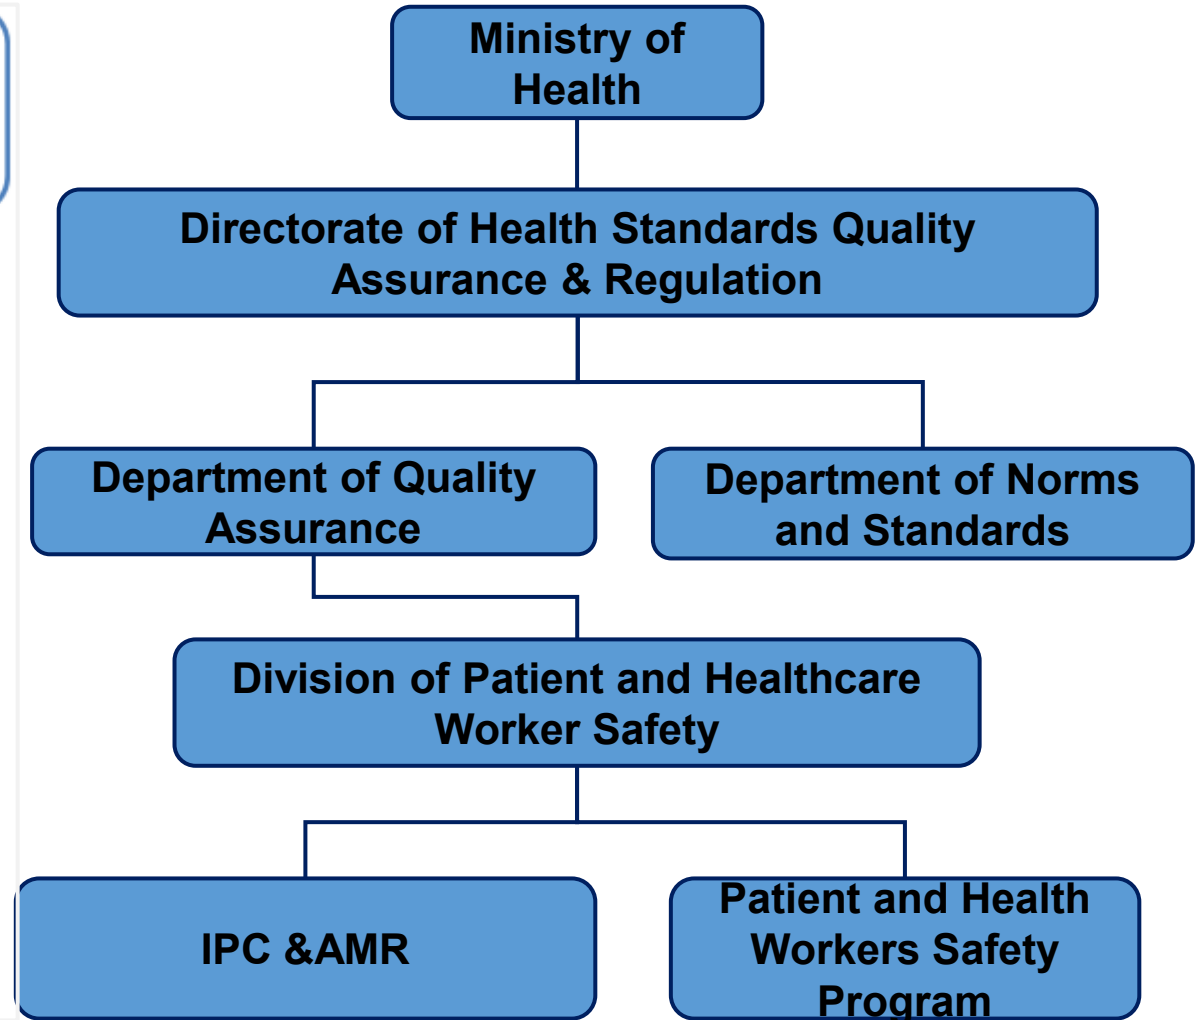 Ministry of
Health
Directorate of Health Standards Quality
Assurance & Regulation
Department of Quality
Assurance
Department of Norms
and Standards
Division of Patient and Healthcare
Worker Safety
IPC &AMR
Patient and Health
Workers Safety
Program